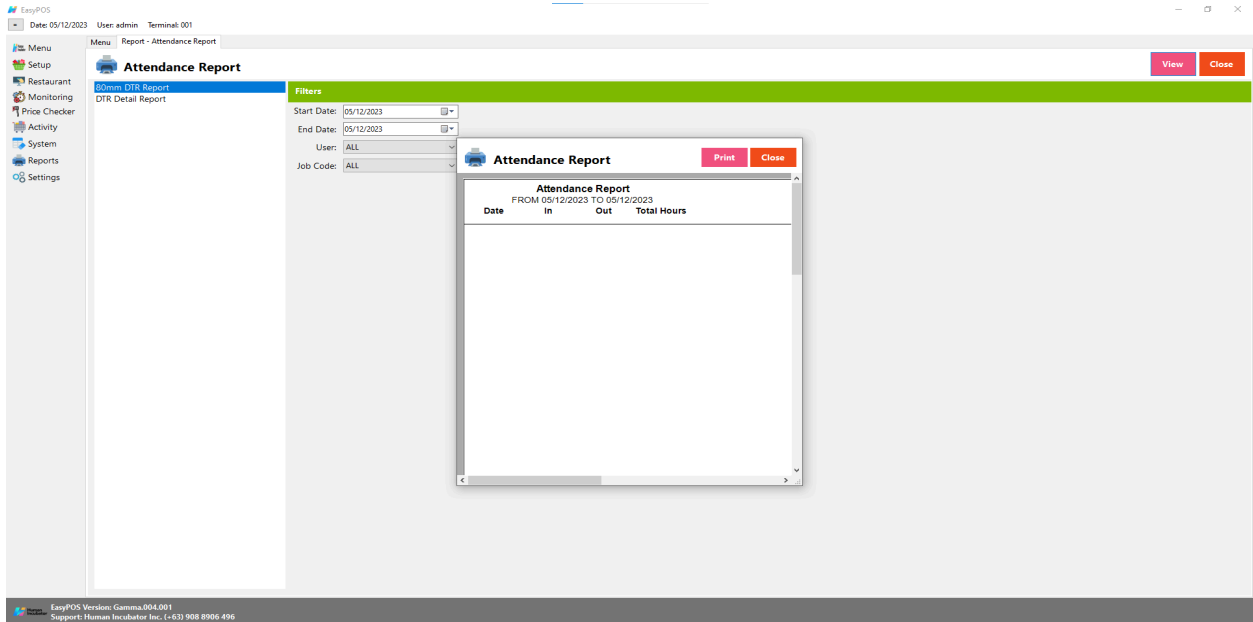 EasyPOS
Date: 05/12/2023 User: admin Terminal: 001
Menu
Setup
Restaurant
Monitoring
Price Checker
Activity
System
Reports
Settings
Menu Report - Attendance Report
Attendance Report
View Close
80mm DTR Report
DTR Detail Report
Filters
Start Date: 05/12/2023
End Date: 05/12/2023
User: ALL
Job Code: ALL
Attendance Report
Print Close
Attendance Report
FROM 05/12/2023 TO 05/12/2023
Date In Out Total Hours
Human
Incubator
EasyPOS Version: Gamma.004.001
Support: Human Incubator Inc. (+63) 908 8906 496